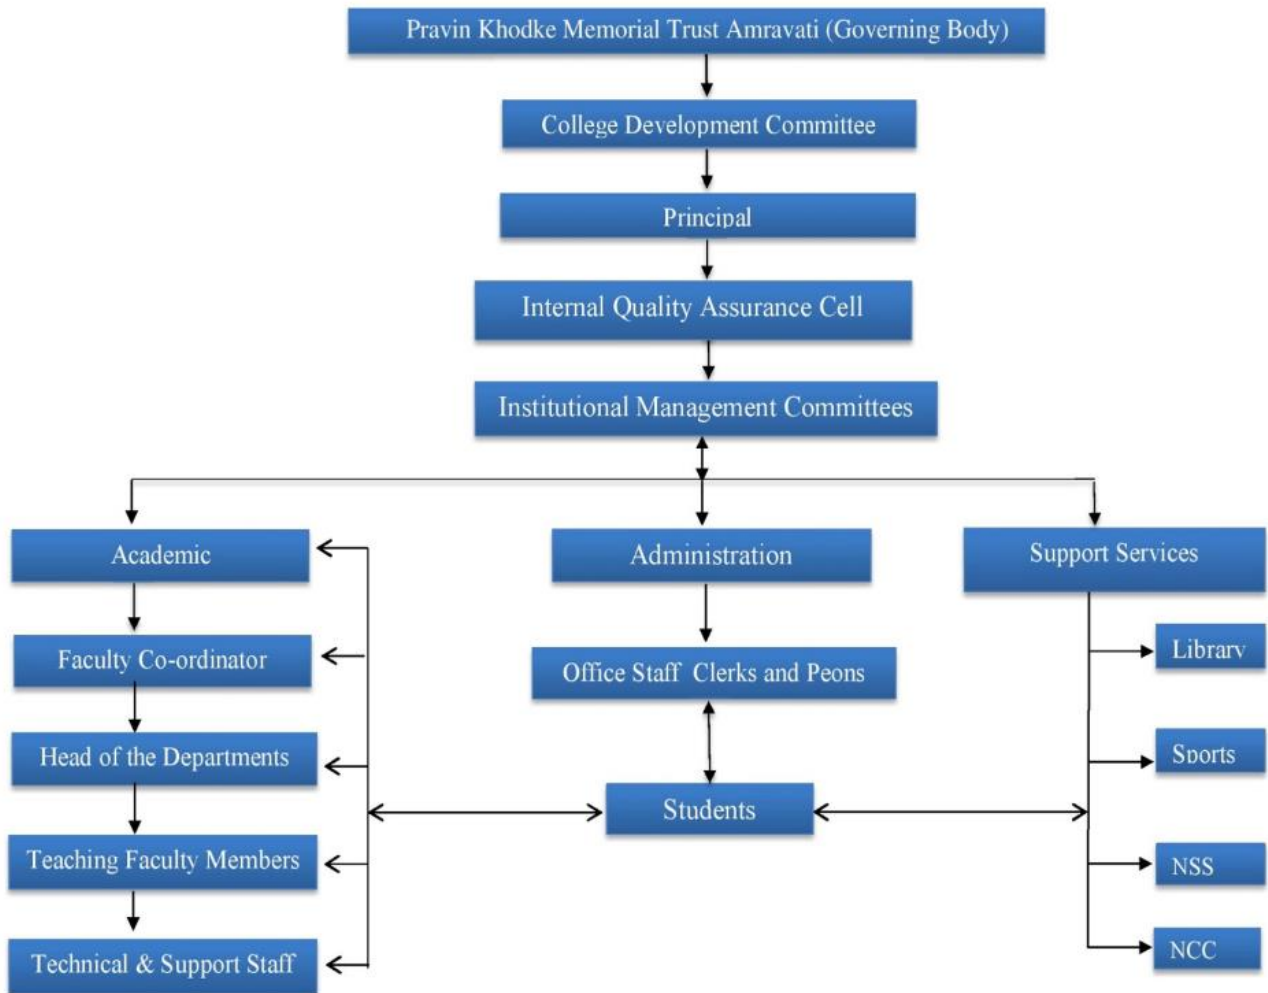 Pravin Khodke Memorial Trust Amravati (Governing Body)
College Development Committee
Principal
Internal Quality Assurance Cell
Institutional Management Committees
Academic
Administration
Support Services
Faculty Co-ordinator
Office Staff Clerks and Peons
Library
Head of the Departments
Sports
Students
Teaching Faculty Members
NSS
Technical & Support Staff
NCC